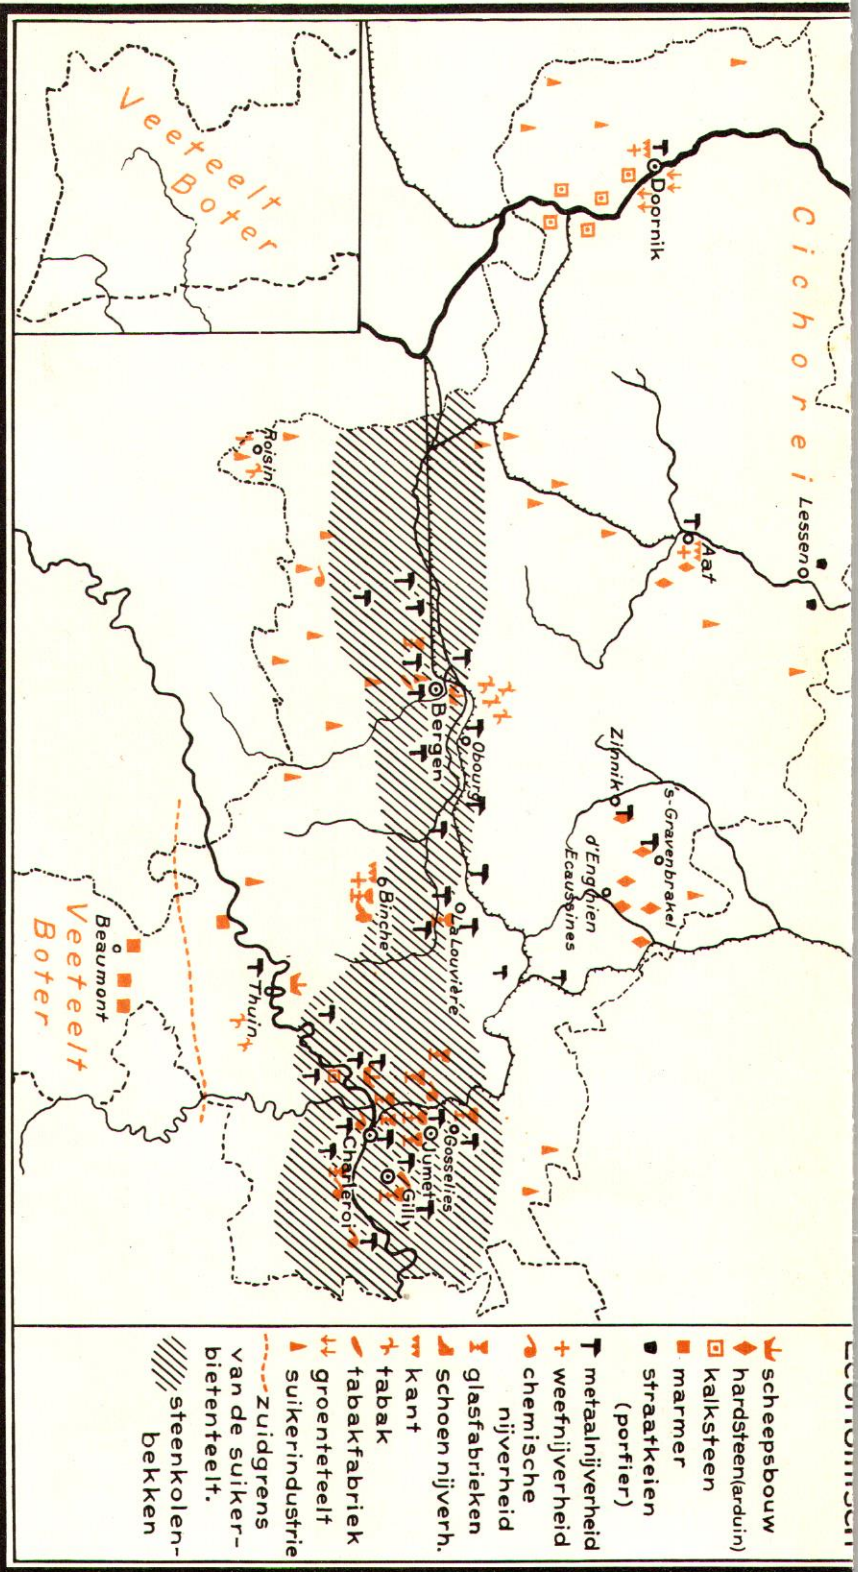 Economisch
scheepsbouw
hardsteen (arduin)
kalksteen
marmer
straatkeien
(porfier)
metaalnijverheid
weefnijverheid
chemische
nijverheid
glasfabrieken
schoennijverh.
kant
tabak
tabakfabriek
groenteteelt
suikerindustrie
zuidgrens
van de suiker-
bietenteelt.
steenkolen-
bekken
Cichorei
Doornik
Lessen
Aat
Zinnik
's-Gravenbrakel
d'Enghien
Ecaussines
Roisin
Bergen
Obourg
Binche
La Louvière
Gosselies
Jumet
Gilly
Charleroi
Thuin
Beaumont
Veeteelt
Boter
Veeteelt
Boter